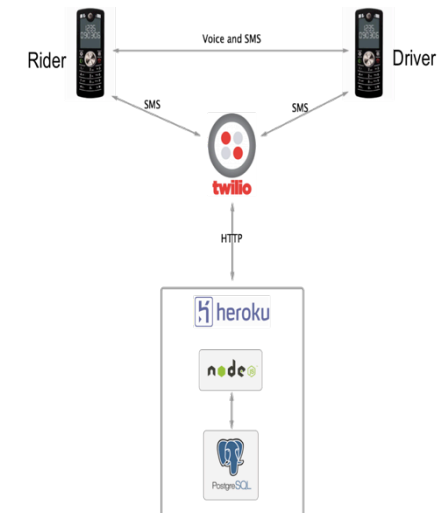 Voice and SMS
Rider
Driver
SMS
SMS
twilio
HTTP
heroku
node
PostgreSQL